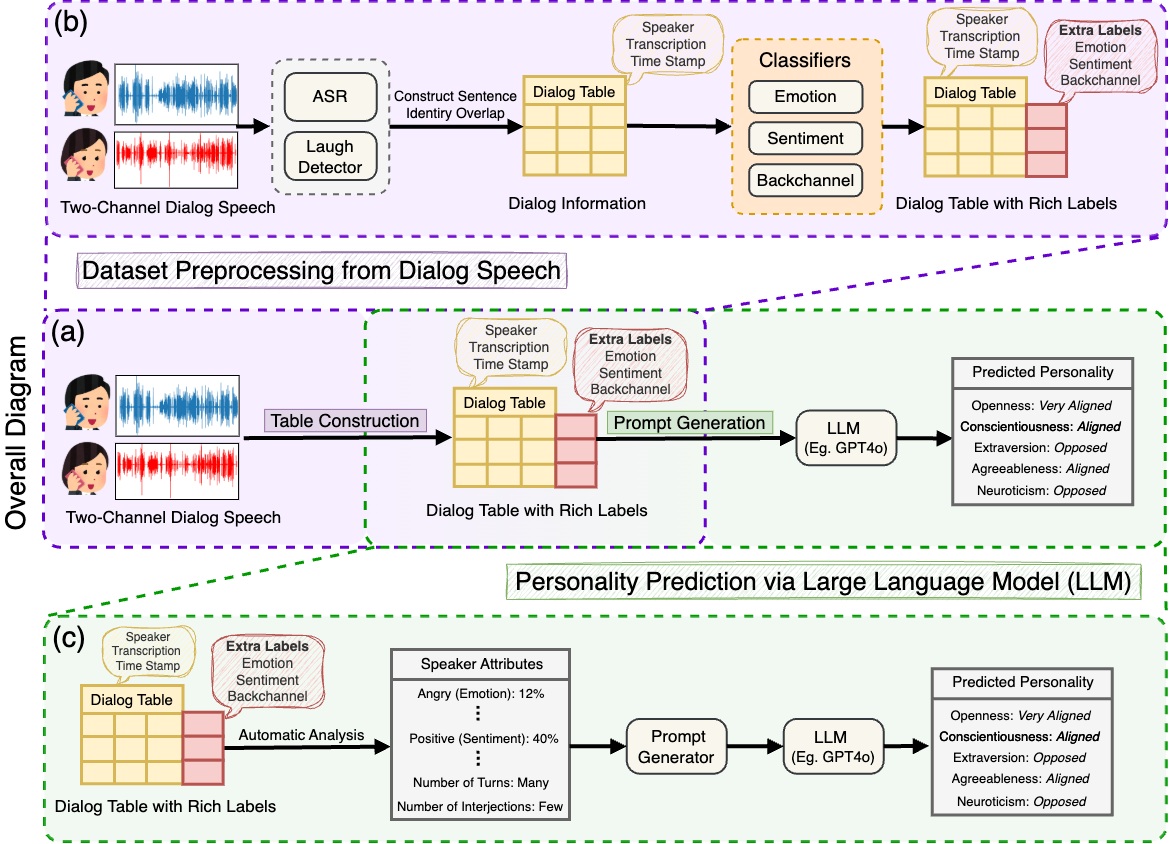 (b)
Speaker
Transcription
Time Stamp
Speaker
Transcription
Time Stamp
Extra Labels
Emotion
Sentiment
Backchannel
ASR
Laugh
Detector
Construct Sentence
Identiy Overlap
Dialog Table
Classifiers
Emotion
Sentiment
Backchannel
Dialog Table
Two-Channel Dialog Speech
Dialog Information
Dialog Table with Rich Labels
Dataset Preprocessing from Dialog Speech
Overall Diagram
(a)
Speaker
Transcription
Time Stamp
Extra Labels
Emotion
Sentiment
Backchannel
Table Construction
Dialog Table
Prompt Generation
LLM
(Eg. GPT4o)
Predicted Personality
Openness: Very Aligned
Conscientiousness: Aligned
Extraversion: Opposed
Agreeableness: Aligned
Neuroticism: Opposed
Two-Channel Dialog Speech
Dialog Table with Rich Labels
Personality Prediction via Large Language Model (LLM)
(c)
Speaker
Transcription
Time Stamp
Extra Labels
Emotion
Sentiment
Backchannel
Dialog Table
Dialog Table with Rich Labels
Automatic Analysis
Speaker Attributes
Angry (Emotion): 12%
Positive (Sentiment): 40%
Number of Turns: Many
Number of Interjections: Few
Prompt
Generator
LLM
(Eg. GPT4o)
Predicted Personality
Openness: Very Aligned
Conscientiousness: Aligned
Extraversion: Opposed
Agreeableness: Aligned
Neuroticism: Opposed